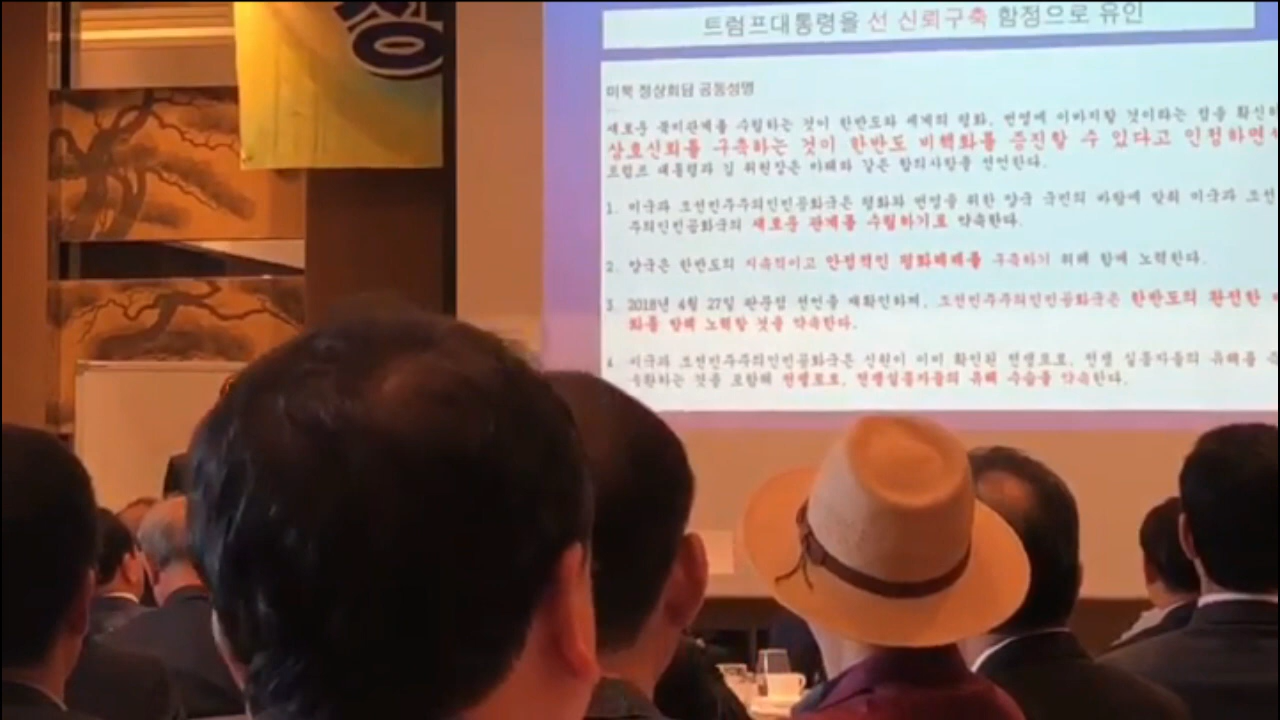 정
트럼프대통령을 선 신뢰구축 함정으로 유인
미북 정상회담 공동성명
새로운 북미관계를 수립하는 것이 한반도와 세계의 평화, 번영에 이바지할 것이라는 점을 확신하
상호신뢰를 구축하는 것이 한반도 비핵화를 증진할 수 있다고 인정하면서
트럼프 대통령과 김 위원장은 아래와 같은 합의사항을 선언한다.
1. 미국과 조선민주주의인민공화국은 평화와 번영을 위한 양국 국민의 바람에 맞춰 미국과 조선
주의인민공화국의 새로운 관계를 수립하기로 약속한다.
2. 양국은 한반도의 지속적이고 안정적인 평화체제를 구축하기 위해 함께 노력한다.
3. 2018년 4월 27일 판문점 선언을 재확인하며, 조선민주주의인민공화국은 한반도의 완전한
화를 향해 노력할 것을 약속한다.
4. 미국과 조선민주주의인민공화국은 신원이 이미 확인된 전쟁포로, 전쟁 실종자들의 유해를
송환하는 것을 포함해 전쟁포로, 전쟁실종자들의 유해 수습을 약속한다.